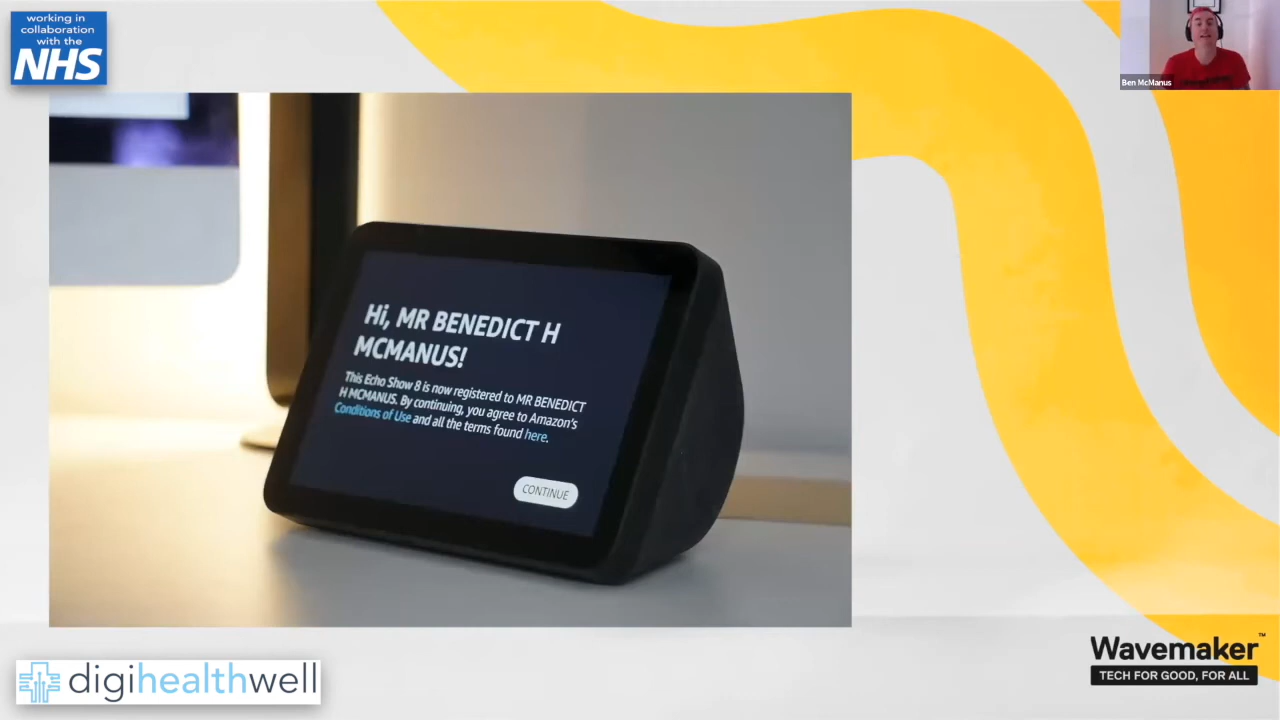 working in
collaboration
with the
NHS
Ben McManus
Hi, MR BENEDICT H
MCMANUS!
This Echo Show 8 is now registered to MR BENEDICT
H MCMANUS. By continuing, you agree to Amazon's
Conditions of Use and all the terms found here.
CONTINUE
digihealthwell
Wavemaker™
TECH FOR GOOD, FOR ALL